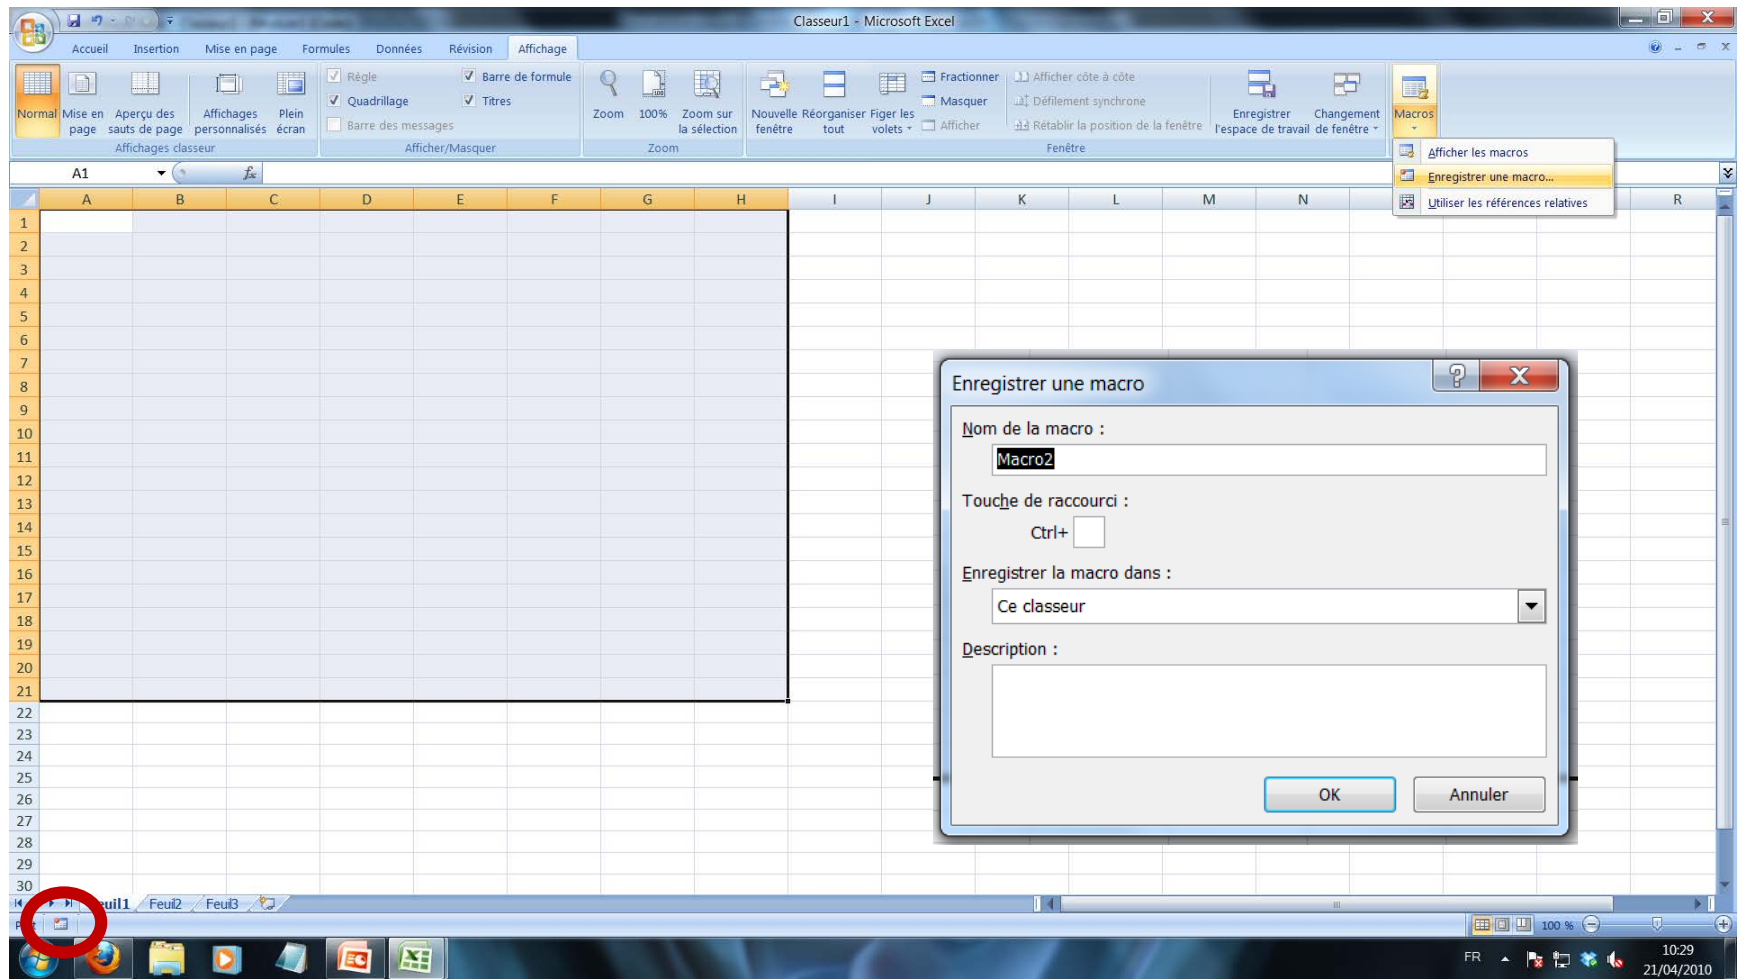 Classeur1 - Microsoft Excel
Accueil Insertion Mise en page Formules Données Révision Affichage
Normal Mise en page Aperçu des sauts de page Affichages personnalisés Plein écran
Affichages classeur
Règle Barre de formule
Quadrillage Titres
Barre des messages
Afficher/Masquer
Zoom 100% Zoom sur la sélection
Zoom
Nouvelle fenêtre Réorganiser tout Figer les volets
Fractionner Afficher côte à côte
Masquer Défilement synchrone
Afficher Rétablir la position de la fenêtre
Enregistrer l'espace de travail Changement de fenêtre
Fenêtre
Macros
Afficher les macros
Enregistrer une macro...
Utiliser les références relatives
A1 fx
A B C D E F G H I J K L M N R
1
2
3
4
5
6
7
8
9
10
11
12
13
14
15
16
17
18
19
20
21
22
23
24
25
26
27
28
29
30
Enregistrer une macro
Nom de la macro :
Macro2
Touche de raccourci :
Ctrl+
Enregistrer la macro dans :
Ce classeur
Description :
OK Annuler
euil1 Feuil2 Feuil3
100 %
FR 10:29
21/04/2010